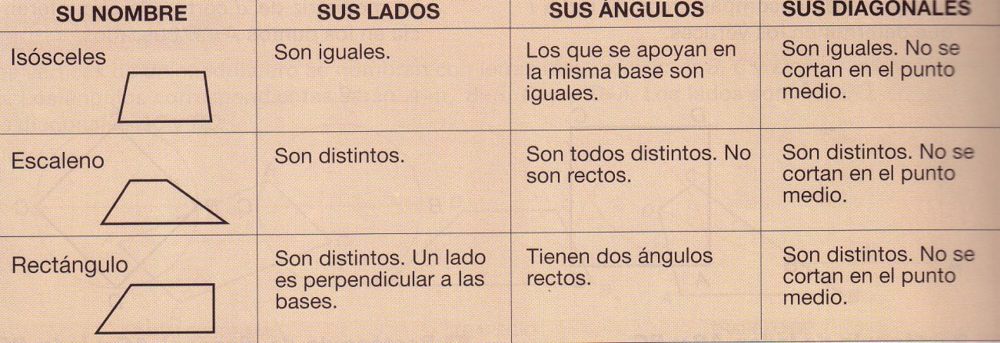 SU NOMBRE SUS LADOS SUS ÁNGULOS SUS DIAGONALES
Isósceles
Son iguales.
Los que se apoyan en
la misma base son
iguales.
Son iguales. No se
cortan en el punto
medio.
Escaleno
Son distintos.
Son todos distintos. No
son rectos.
Son distintos. No se
cortan en el punto
medio.
Rectángulo
Son distintos. Un lado
es perpendicular a las
bases.
Tienen dos ángulos
rectos.
Son distintos. No se
cortan en el punto
medio.